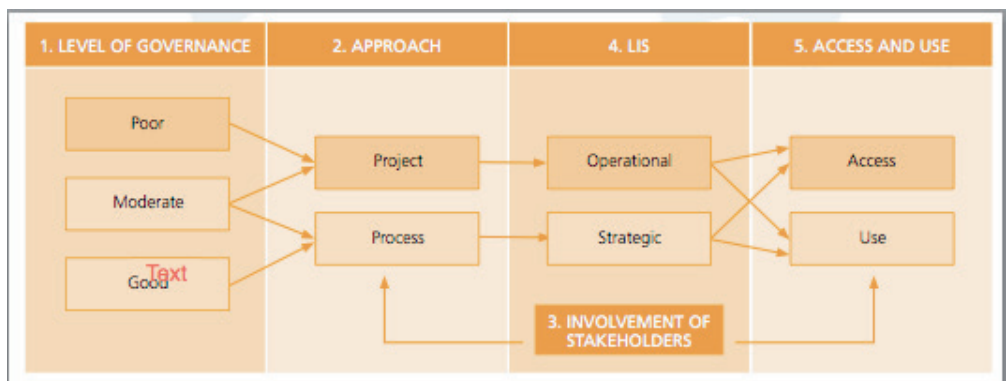 1. LEVEL OF GOVERNANCE
2. APPROACH
4. LIS
5. ACCESS AND USE
Poor
Moderate
Good
Text
Project
Process
Operational
Strategic
Access
Use
3. INVOLVEMENT OF
STAKEHOLDERS